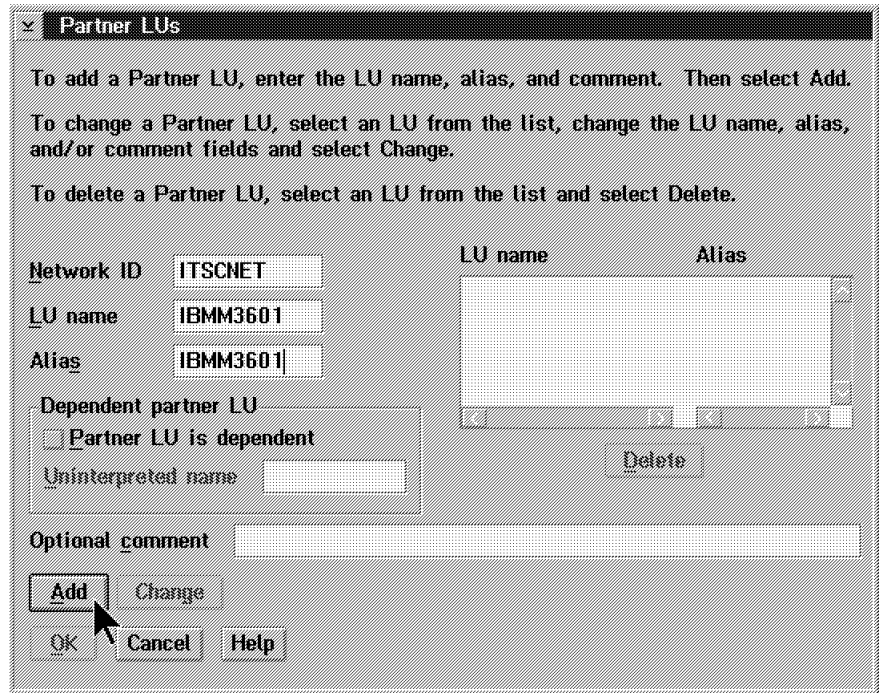 Partner LUs
To add a Partner LU, enter the LU name, alias, and comment. Then select Add.
To change a Partner LU, select an LU from the list, change the LU name, alias,
and/or comment fields and select Change.
To delete a Partner LU, select an LU from the list and select Delete.
Network ID ITSCNET
LU name IBMM3601
Alias IBMM3601
LU name Alias
Dependent partner LU
Partner LU is dependent
Uninterpreted name
Delete
Optional comment
Add Change
OK Cancel Help